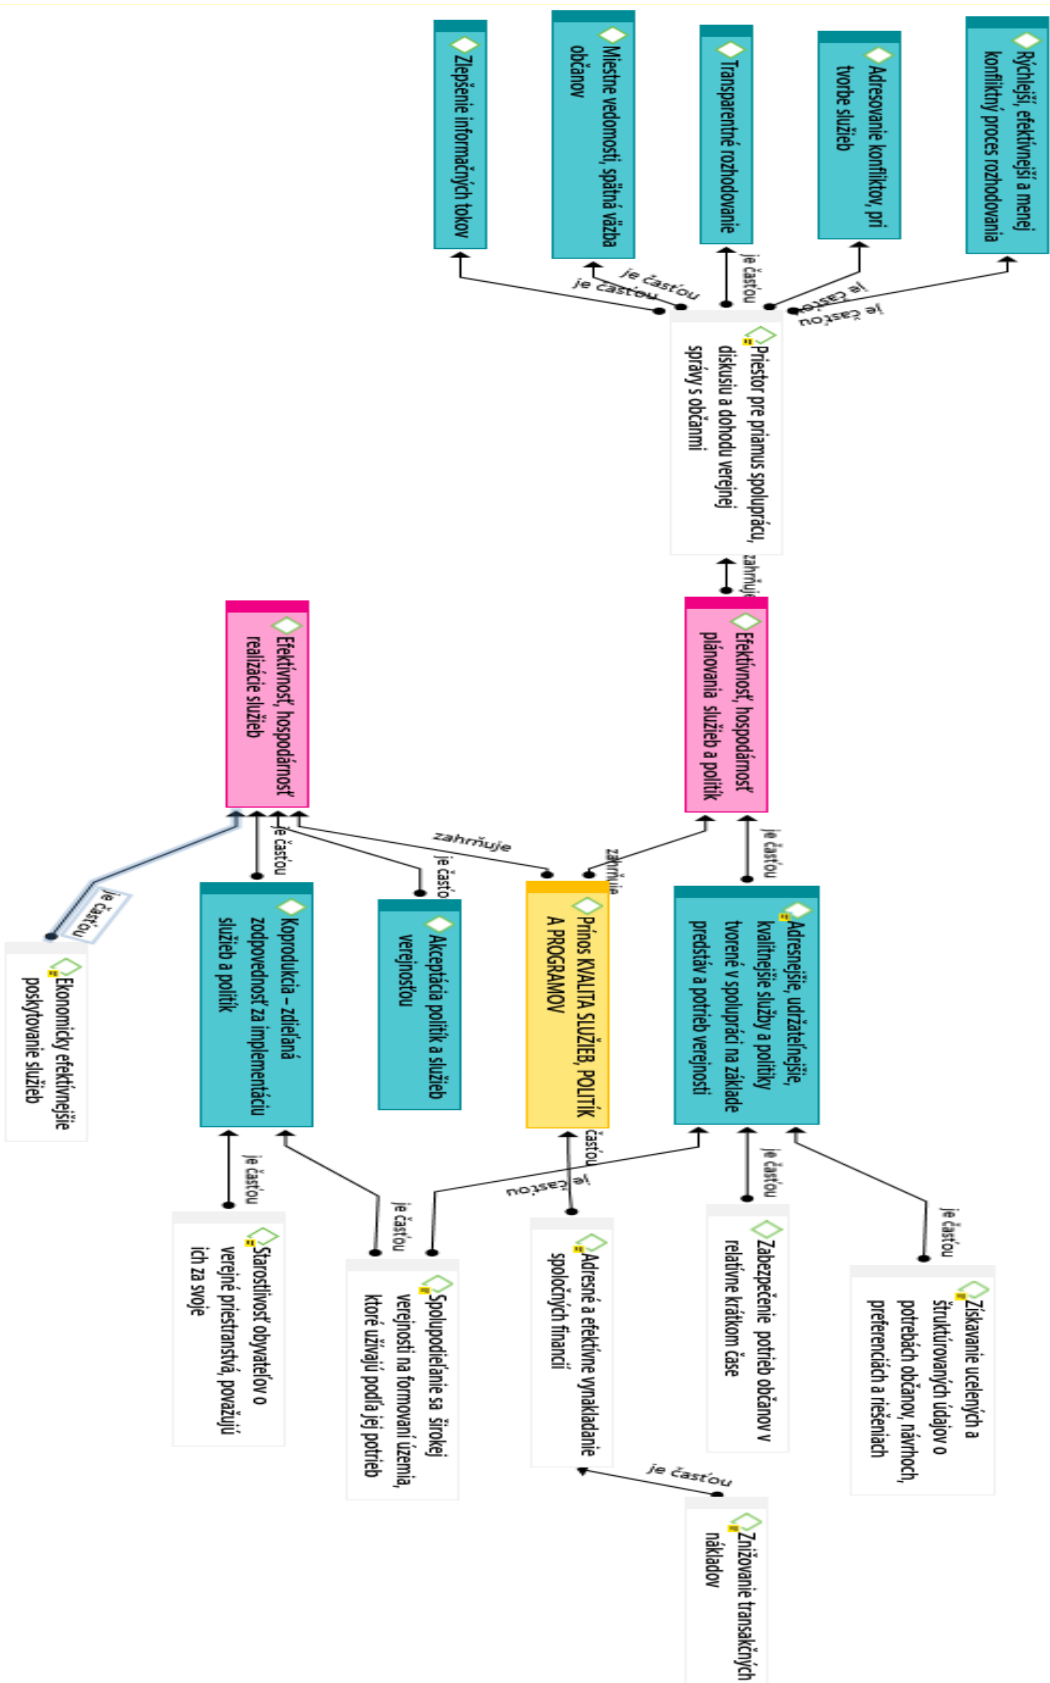 Rýchlejší, efektívnejší a menej
konfliktný proces rozhodovania
Adresovanie konfliktov, pri
tvorbe služieb
Transparentné rozhodovanie
Miestne vedomosti, spätná väzba
občanov
Zlepšenie informačných tokov
je časťou
je časťou
je časťou
je časťou
je časťou
Priestor pre priamus spoluprácu,
diskusiu a dohodu verejnej
správy s občanmi
zahrňuje
Efektívnosť, hospodárnosť
plánovania služieb a politík
Efektívnosť, hospodárnosť
realizácie služieb
je časťou
zahrňuje
zahrňuje
je často
je časťou
je časťou
Adresnejšie, udržateľnejšie,
kvalitnejšie služby a politiky
tvorené v spolupráci na základe
predstáv a potrieb verejnosti
Prínos KVALITA SLUŽIEB, POLITÍK
A PROGRAMOV
Akceptácia politík a služieb
verejnosťou
Koprodukcia – zdieľaná
zodpovednosť za implementáciu
služieb a politík
Ekonomicky efektívnejšie
poskytovanie služieb
je časťou
je časťou
časťou
je časťou
je časťou
je časťou
Získavanie ucelených a
štruktúrovaných údajov o
potrebách občanov, návrhoch,
preferenciách a riešeniach
Zabezpečenie potrieb občanov v
relatívne krátkom čase
Adresné a efektívne vynakladanie
spoločných financií
Spolupodieľanie sa širokej
verejnosti na formovaní územia,
ktoré užívajú podľa jej potrieb
Starostlivosť obyvateľov o
verejné priestranstvá, považujú
ich za svoje
je časťou
Znižovanie transakčných
nákladov